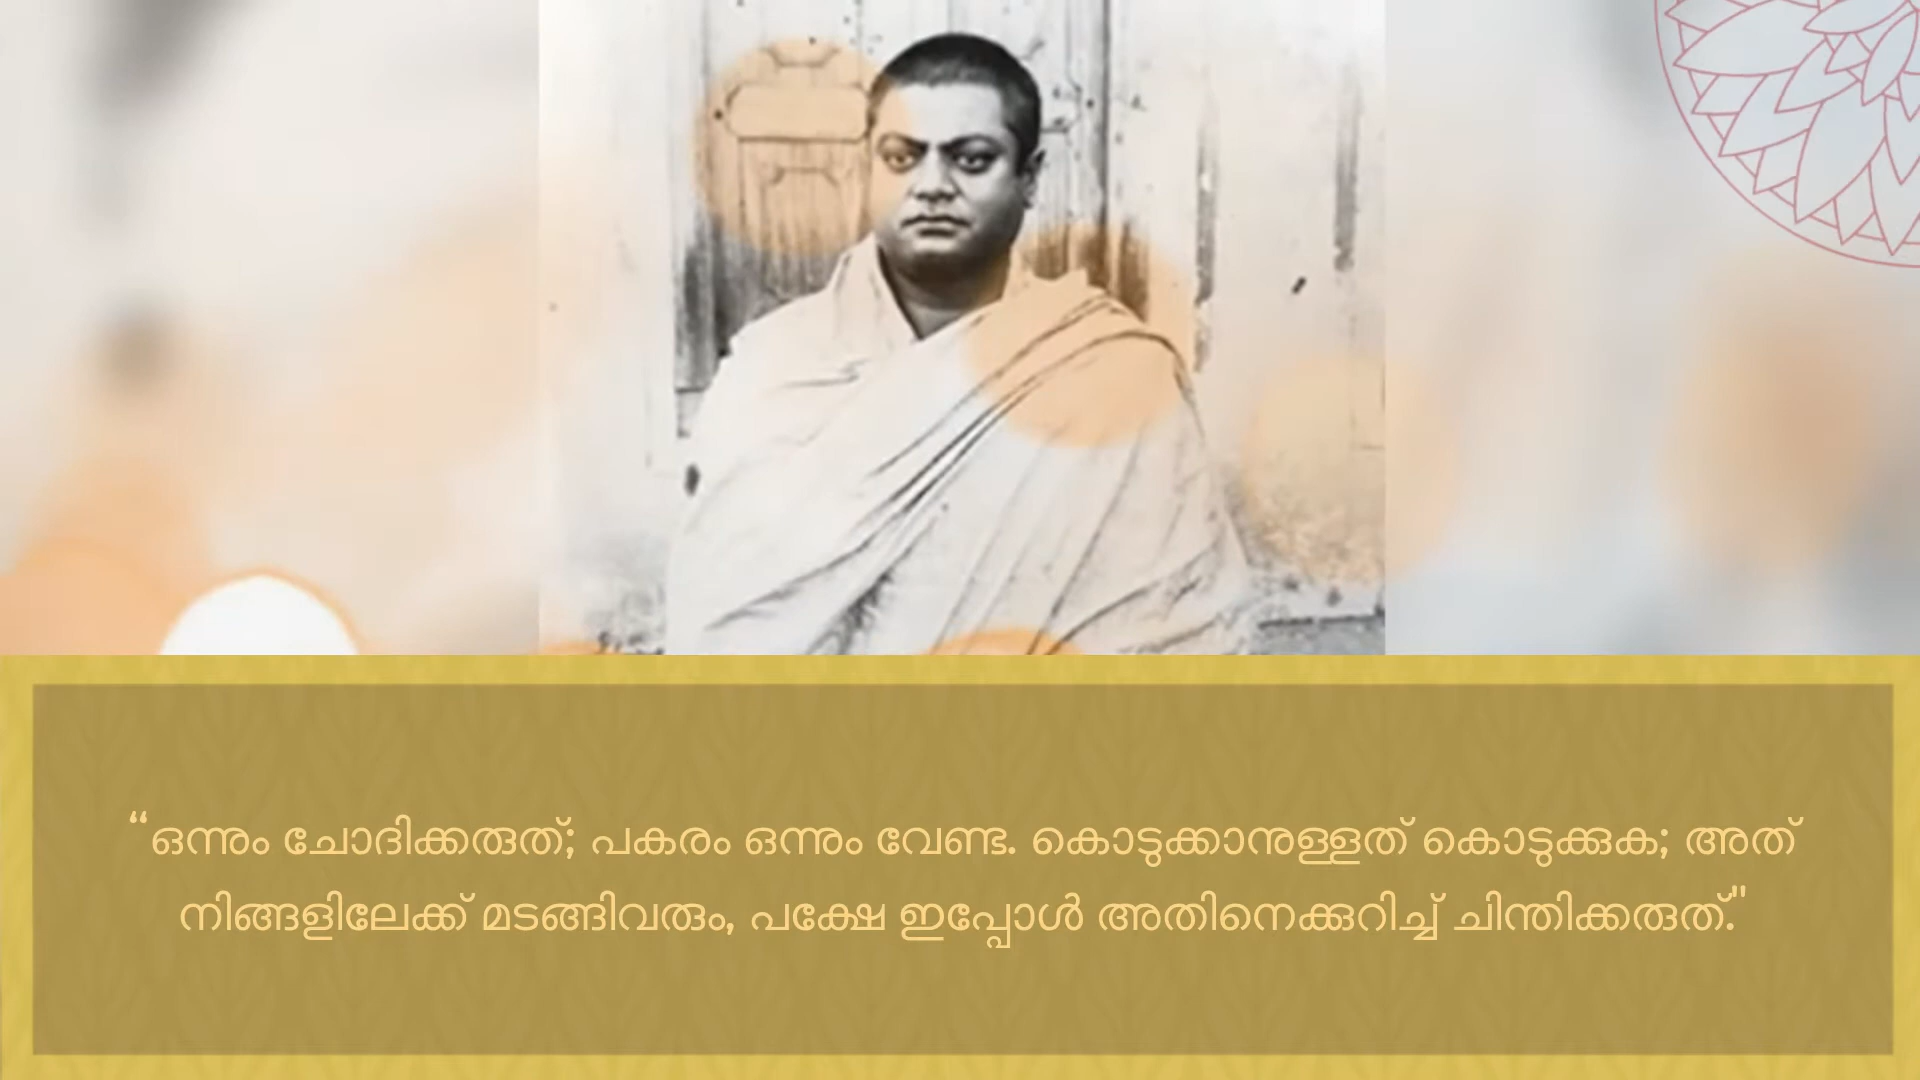 “ഒന്നും ചോദിക്കരുത്; പകരം ഒന്നും വേണ്ട. കൊടുക്കാനുള്ളത് കൊടുക്കുക; അത്
നിങ്ങളിലേക്ക് മടങ്ങിവരും, പക്ഷേ ഇപ്പോൾ അതിനെക്കുറിച്ച് ചിന്തിക്കരുത്."